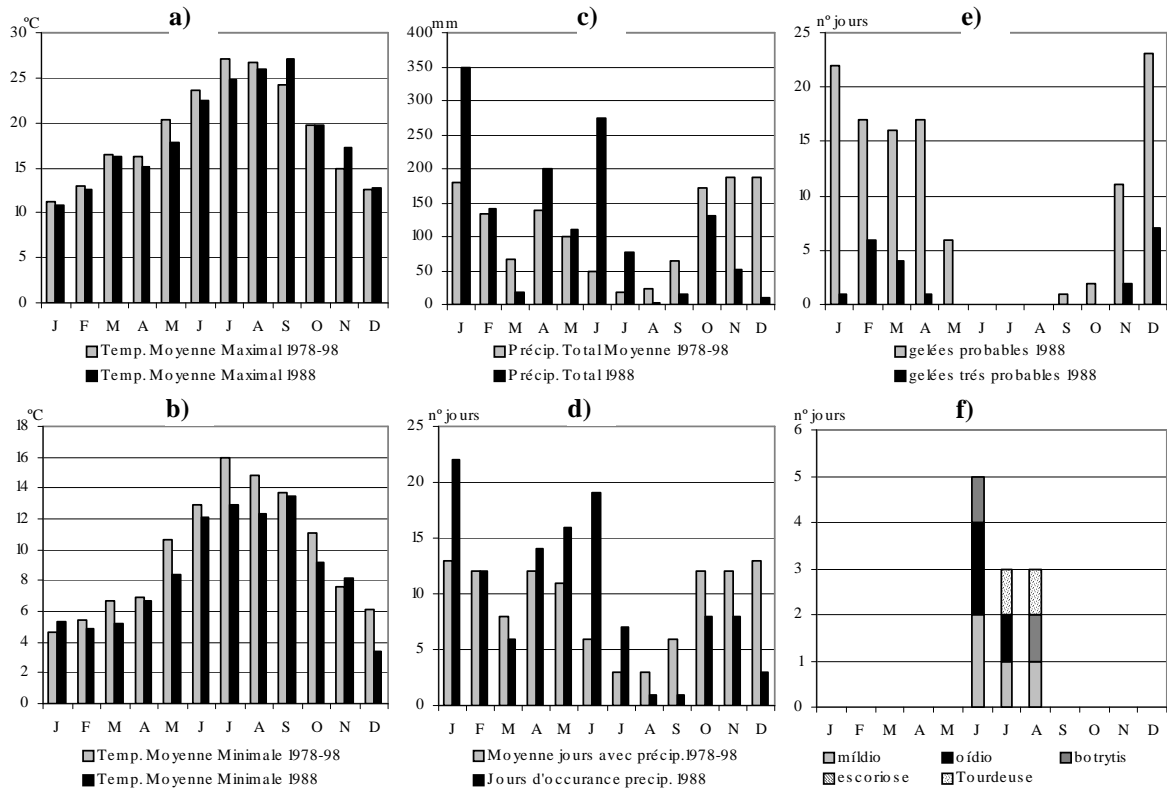 a)
ºC
30
25
20
15
10
5
0
J F M A M J J A S O N D
Temp. Moyenne Maximal 1978-98
Temp. Moyenne Maximal 1988
c)
mm
400
350
300
250
200
150
100
50
0
J F M A M J J A S O N D
Précip. Total Moyenne 1978-98
Précip. Total 1988
e)
nº jours
25
20
15
10
5
0
J F M A M J J A S O N D
gelées probables 1988
gelées trés probables 1988
b)
ºC
18
16
14
12
10
8
6
4
2
0
J F M A M J J A S O N D
Temp. Moyenne Minimale 1978-98
Temp. Moyenne Minimale 1988
d)
nº jours
25
20
15
10
5
0
J F M A M J J A S O N D
Moyenne jours avec précip.1978-98
Jours d'occurance precip. 1988
f)
nº jours
6
5
4
3
2
1
0
J F M A M J J A S O N D
míldio oídio botrytis
escoriose Tourdeuse